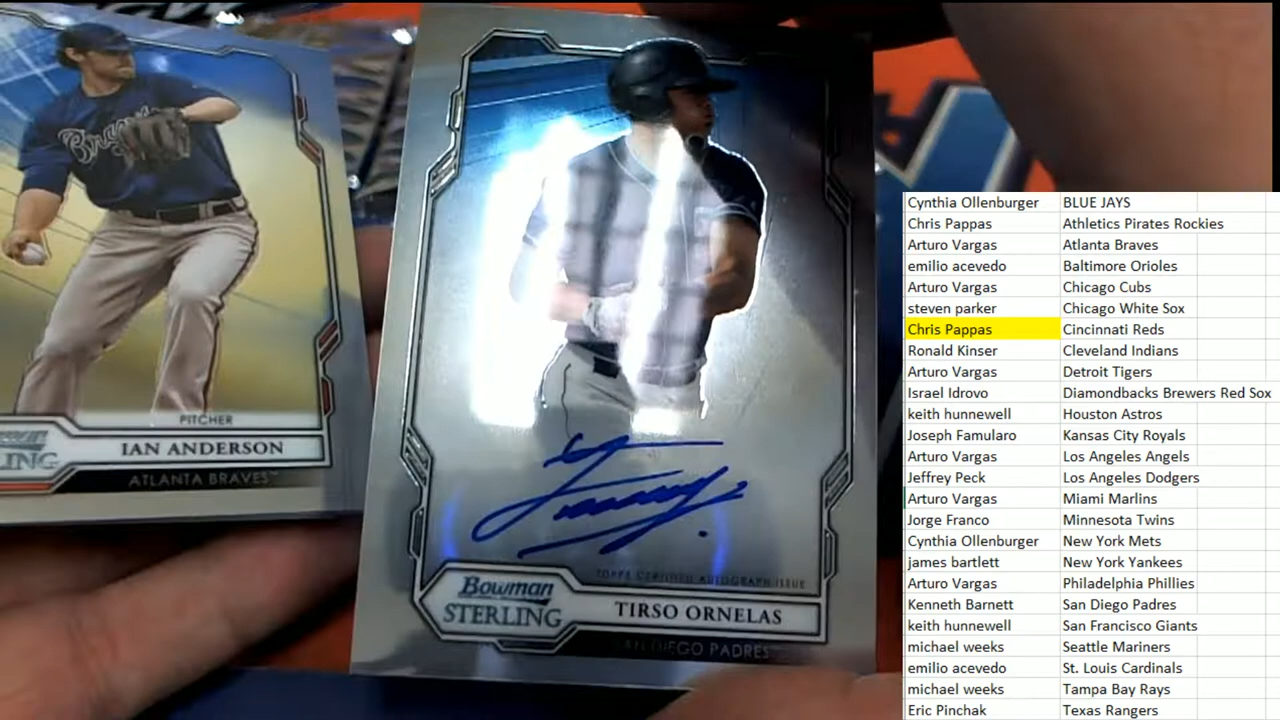 Braves
PITCHER
IAN ANDERSON
ATLANTA BRAVES™
TOPPS CERTIFIED AUTOGRAPH ISSUE
Bowman
STERLING
TIRSO ORNELAS
SAN DIEGO PADRES™
Cynthia Ollenburger BLUE JAYS
Chris Pappas Athletics Pirates Rockies
Arturo Vargas Atlanta Braves
emilio acevedo Baltimore Orioles
Arturo Vargas Chicago Cubs
steven parker Chicago White Sox
Chris Pappas Cincinnati Reds
Ronald Kinser Cleveland Indians
Arturo Vargas Detroit Tigers
Israel Idrovo Diamondbacks Brewers Red Sox
keith hunnewell Houston Astros
Joseph Famularo Kansas City Royals
Arturo Vargas Los Angeles Angels
Jeffrey Peck Los Angeles Dodgers
Arturo Vargas Miami Marlins
Jorge Franco Minnesota Twins
Cynthia Ollenburger New York Mets
james bartlett New York Yankees
Arturo Vargas Philadelphia Phillies
Kenneth Barnett San Diego Padres
keith hunnewell San Francisco Giants
michael weeks Seattle Mariners
emilio acevedo St. Louis Cardinals
michael weeks Tampa Bay Rays
Eric Pinchak Texas Rangers